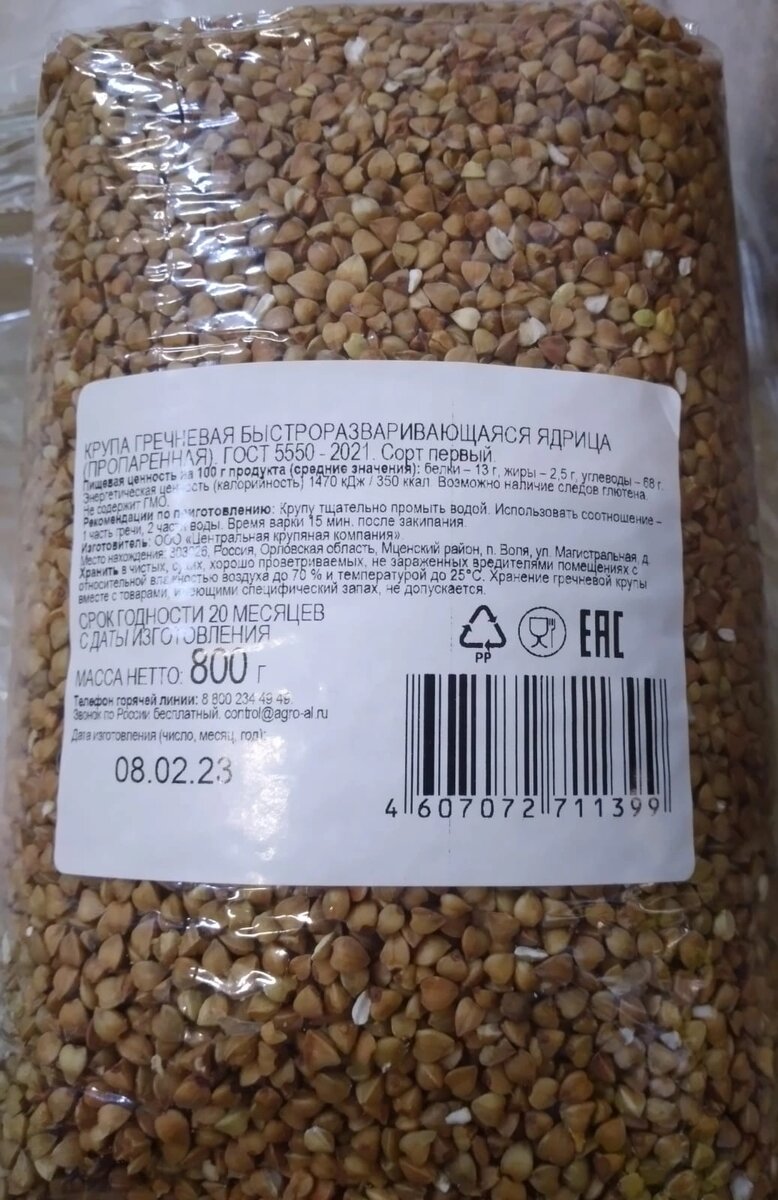 КРУПА ГРЕЧНЕВАЯ БЫСТРОРАЗВАРИВАЮЩАЯСЯ ЯДРИЦА
(ПРОПАРЕННАЯ). ГОСТ 5550 - 2021. Сорт первый.
Пищевая ценность на 100 г продукта (средние значения): белки – 13 г, жиры – 2,5 г, углеводы – 68 г.
Энергетическая ценность (калорийность) 1470 кДж / 350 ккал. Возможно наличие следов глютена.
Не содержит ГМО.
Рекомендации по приготовлению: Крупу тщательно промыть водой. Использовать соотношение –
1 часть гречи, 2 части воды. Время варки 15 мин. после закипания.
Изготовитель: ООО «Центральная крупяная компания».
Место нахождения: Россия, Орловская область, Мценский район, п. Воля, ул. Магистральная, д.
Хранить в чистых, сухих, хорошо проветриваемых, не зараженных вредителями помещениях с
относительной влажностью воздуха до 70 % и температурой до 25°С. Хранение гречневой крупы
вместе с товарами, имеющими специфический запах, не допускается.
СРОК ГОДНОСТИ 20 МЕСЯЦЕВ
С ДАТЫ ИЗГОТОВЛЕНИЯ
МАССА НЕТТО: 800 г
Телефон горячей линии: 8 800 234 49 49.
Звонок по России бесплатный. control@agro-al.ru
Дата изготовления (число, месяц, год):
08.02.23
PP
EAC
4 607072 711399